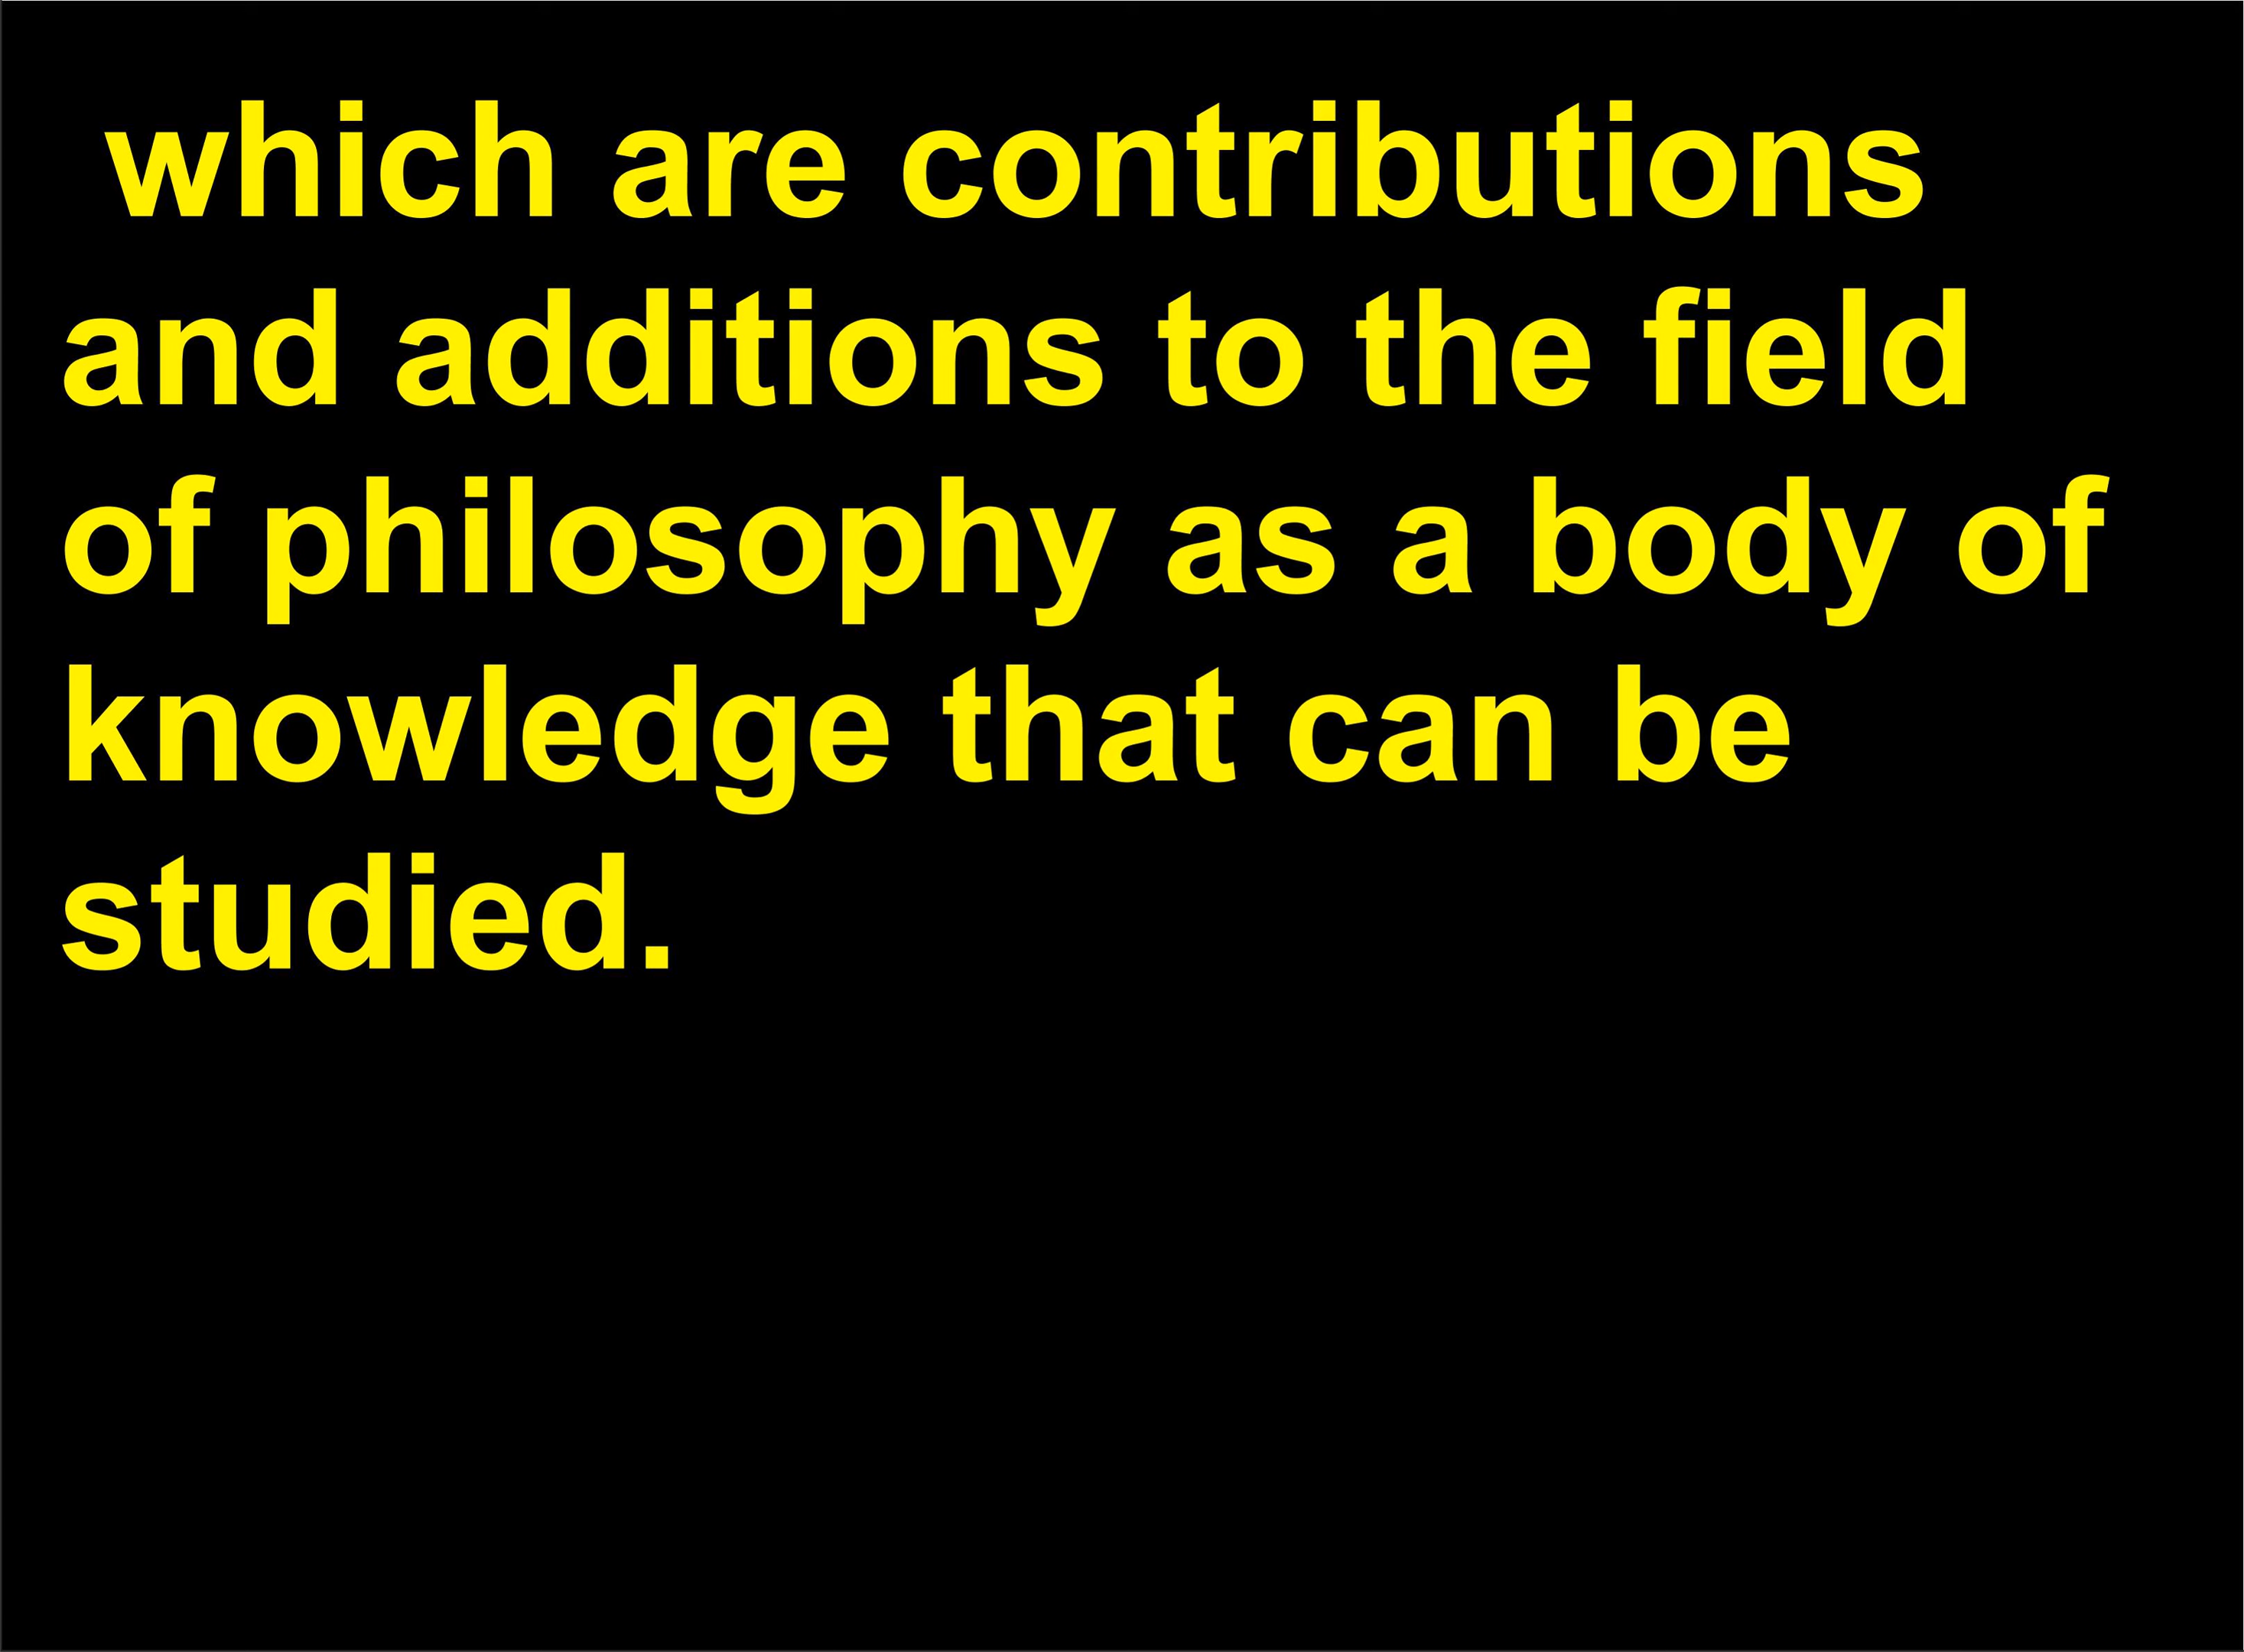 which are contributions
and additions to the field
of philosophy as a body of
knowledge that can be
studied.